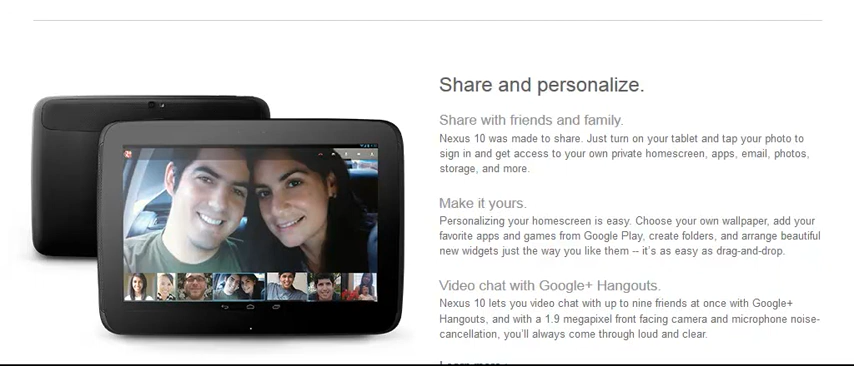 Share and personalize.
Share with friends and family.
Nexus 10 was made to share. Just turn on your tablet and tap your photo to
sign in and get access to your own private homescreen, apps, email, photos,
storage, and more.
Make it yours.
Personalizing your homescreen is easy. Choose your own wallpaper, add your
favorite apps and games from Google Play, create folders, and arrange beautiful
new widgets just the way you like them -- it's as easy as drag-and-drop.
Video chat with Google+ Hangouts.
Nexus 10 lets you video chat with up to nine friends at once with Google+
Hangouts, and with a 1.9 megapixel front facing camera and microphone noise-
cancellation, you'll always come through loud and clear.